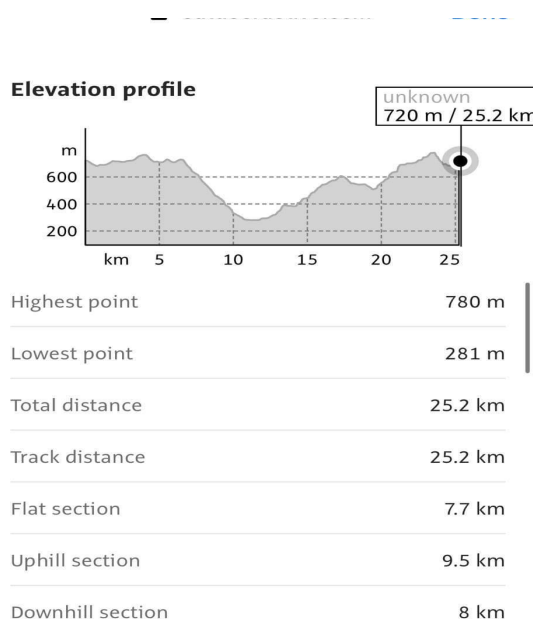 Elevation profile
unknown
720 m / 25.2 km
m
600
400
200
km 5 10 15 20 25
Highest point 780 m
Lowest point 281 m
Total distance 25.2 km
Track distance 25.2 km
Flat section 7.7 km
Uphill section 9.5 km
Downhill section 8 km